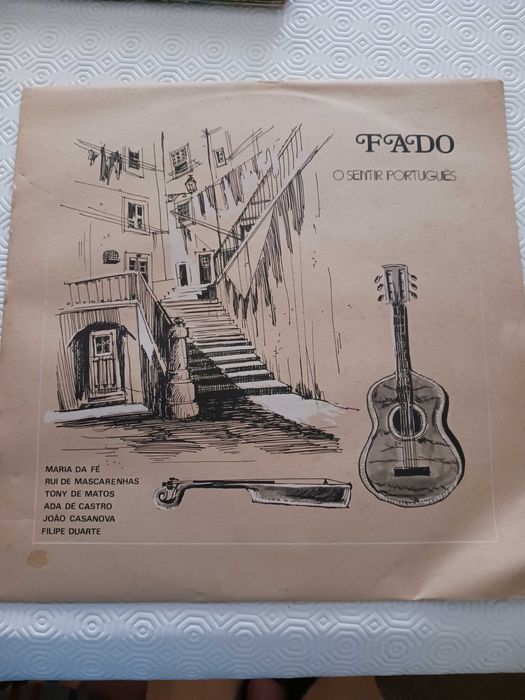 FADO
O SENTIR PORTUGUÊS
MARIA DA FÉ
RUI DE MASCARENHAS
TONY DE MATOS
ADA DE CASTRO
JOÃO CASANOVA
FILIPE DUARTE